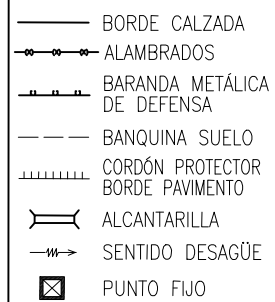 BORDE CALZADA
ALAMBRADOS
BARANDA METÁLICA
DE DEFENSA
BANQUINA SUELO
CORDÓN PROTECTOR
BORDE PAVIMENTO
ALCANTARILLA
SENTIDO DESAGÜE
PUNTO FIJO